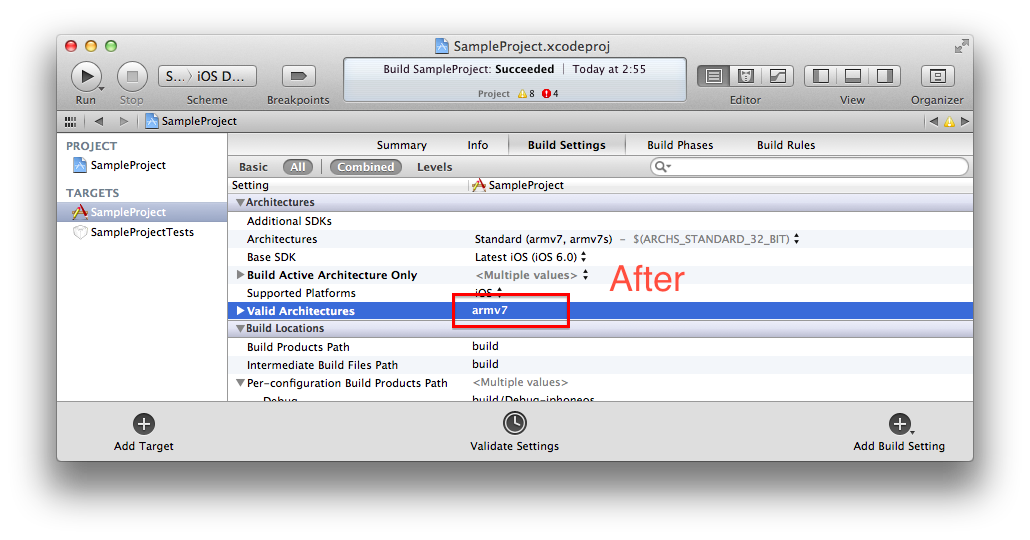 SampleProject.xcodeproj
S...〉 iOS D...
Build SampleProject: Succeeded | Today at 2:55
Project 8 4
Run Stop Scheme Breakpoints Editor View Organizer
SampleProject
PROJECT
SampleProject
TARGETS
SampleProject
SampleProjectTests
Summary Info Build Settings Build Phases Build Rules
Basic All Combined Levels
Setting SampleProject
Architectures
Additional SDKs
Architectures Standard (armv7, armv7s) – $(ARCHS_STANDARD_32_BIT)
Base SDK Latest iOS (iOS 6.0)
Build Active Architecture Only <Multiple values>
After
Supported Platforms iOS
Valid Architectures armv7
Build Locations
Build Products Path build
Intermediate Build Files Path build
Per-configuration Build Products Path <Multiple values>
Debug build/Debug-iphoneos
Add Target Validate Settings Add Build Setting